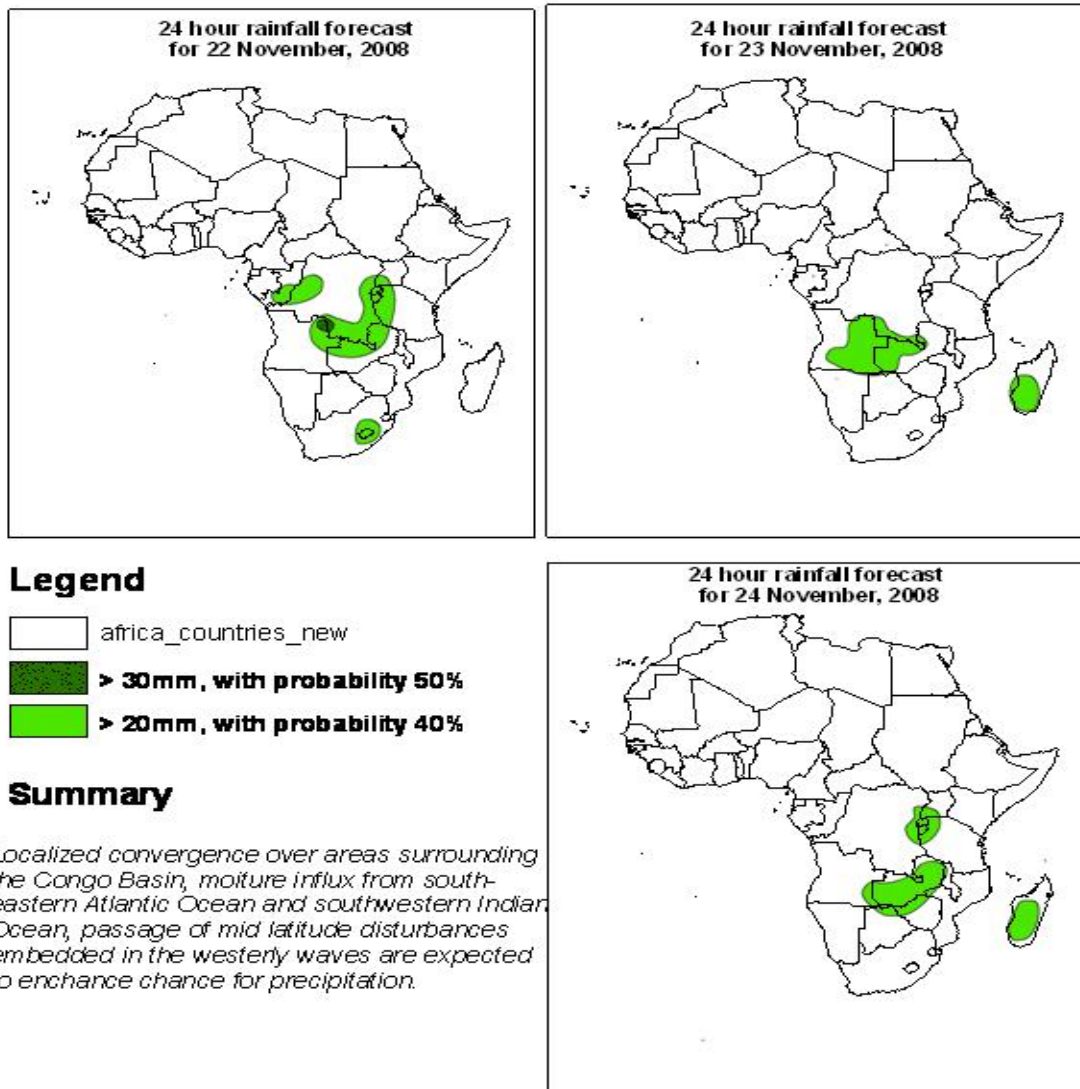 24 hour rainfall forecast
for 22 November, 2008
24 hour rainfall forecast
for 23 November, 2008
Legend
africa_countries_new
> 30mm, with probability 50%
> 20mm, with probability 40%
24 hour rainfall forecast
for 24 November, 2008
Summary
ocalized convergence over areas surrounding
he Congo Basin, moiture influx from south-
eastern Atlantic Ocean and southwestern Indian
Ocean, passage of mid latitude disturbances
embedded in the westerly waves are expected
o enchance chance for precipitation.